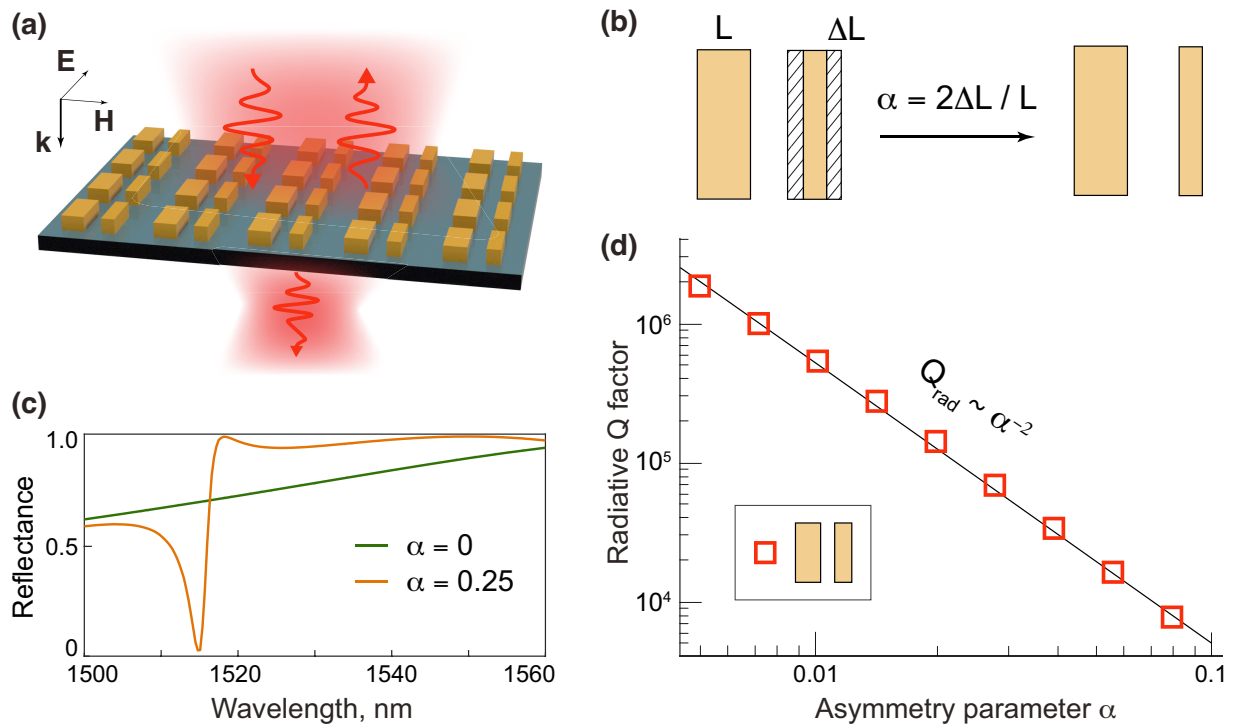 (a)
E
H
k
(b)
L
ΔL
α = 2ΔL / L
(c)
Reflectance
1.0
0.5
0
α = 0
α = 0.25
1500
1520
1540
1560
Wavelength, nm
(d)
Radiative Q factor
10⁶
10⁵
10⁴
Q_rad ~ α⁻²
0.01
0.1
Asymmetry parameter α